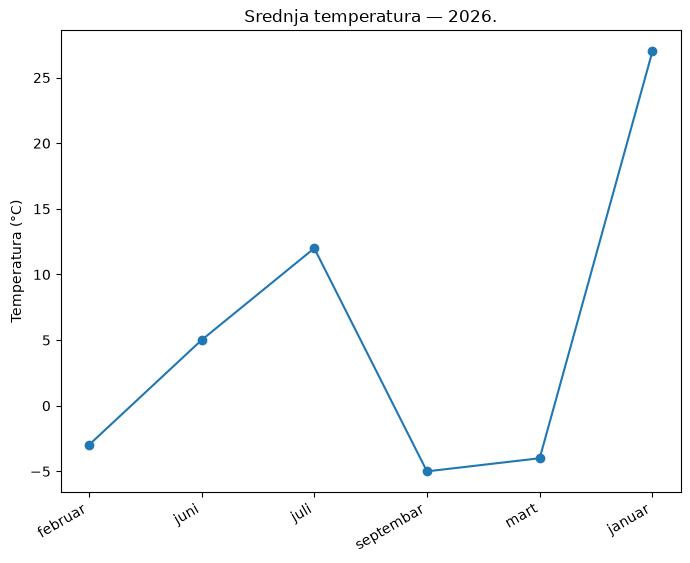 Srednja temperatura — 2026.
Temperatura (°C)
25
20
15
10
5
0
−5
februar
juni
juli
septembar
mart
januar